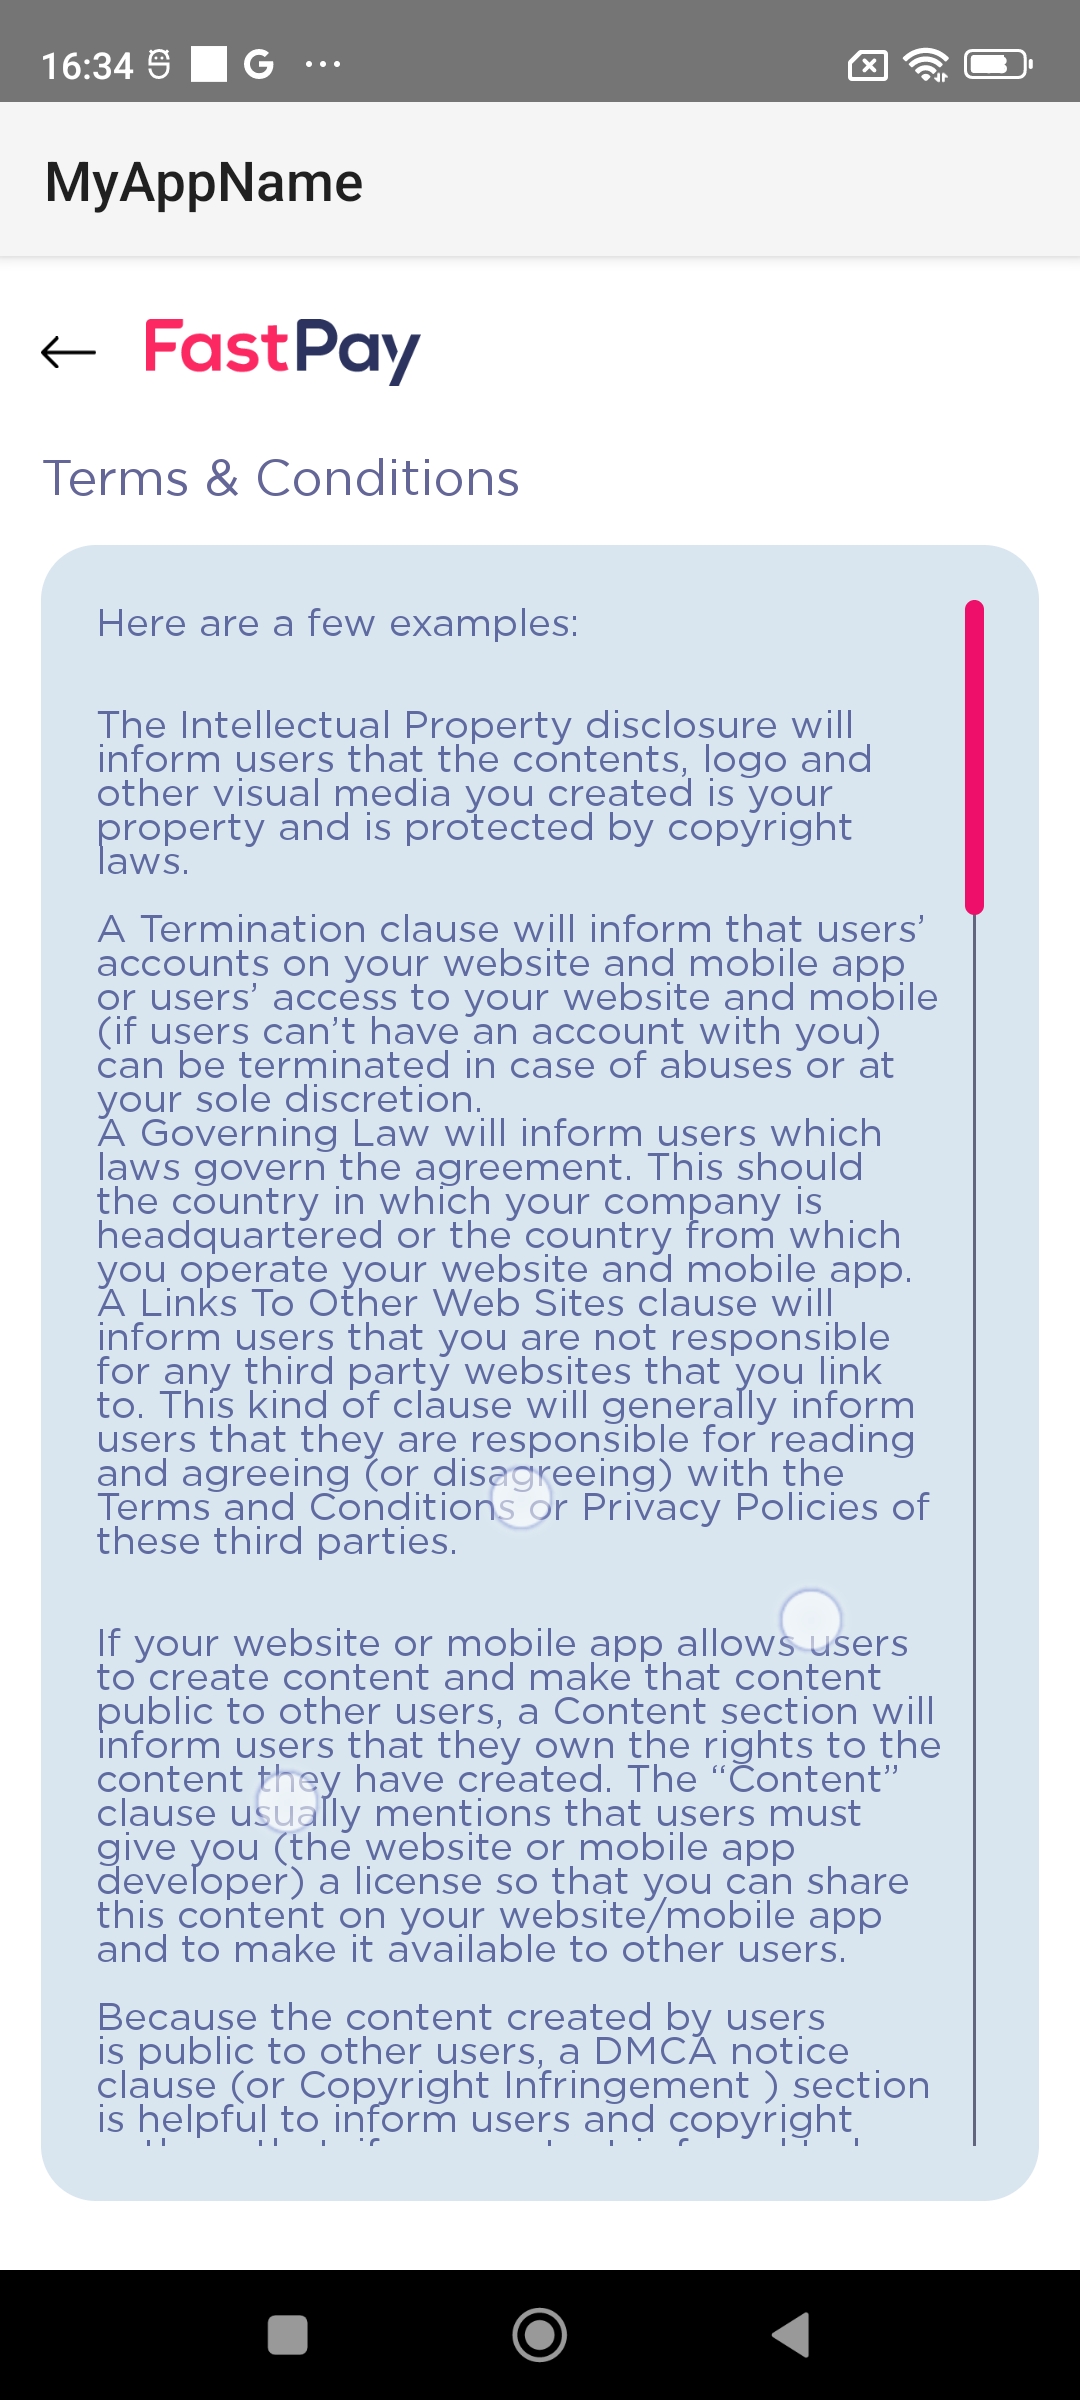 16:34
MyAppName
FastPay
Terms & Conditions
Here are a few examples:
The Intellectual Property disclosure will
inform users that the contents, logo and
other visual media you created is your
property and is protected by copyright
laws.
A Termination clause will inform that users’
accounts on your website and mobile app
or users’ access to your website and mobile
(if users can’t have an account with you)
can be terminated in case of abuses or at
your sole discretion.
A Governing Law will inform users which
laws govern the agreement. This should
the country in which your company is
headquartered or the country from which
you operate your website and mobile app.
A Links To Other Web Sites clause will
inform users that you are not responsible
for any third party websites that you link
to. This kind of clause will generally inform
users that they are responsible for reading
and agreeing (or disagreeing) with the
Terms and Conditions or Privacy Policies of
these third parties.
If your website or mobile app allows users
to create content and make that content
public to other users, a Content section will
inform users that they own the rights to the
content they have created. The “Content”
clause usually mentions that users must
give you (the website or mobile app
developer) a license so that you can share
this content on your website/mobile app
and to make it available to other users.
Because the content created by users
is public to other users, a DMCA notice
clause (or Copyright Infringement ) section
is helpful to inform users and copyright